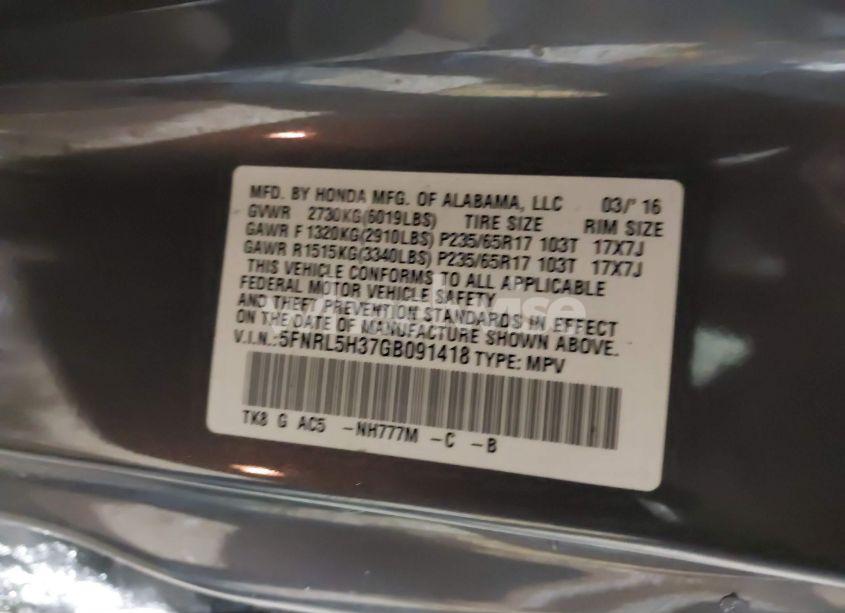 MFD. BY HONDA MFG. OF ALABAMA, LLC 03/'16
GVWR 2730KG(6019LBS) TIRE SIZE RIM SIZE
GAWR F1320KG(2910LBS) P235/65R17 103T 17X7J
GAWR R1515KG(3340LBS) P235/65R17 103T 17X7J
THIS VEHICLE CONFORMS TO ALL APPLICABLE
FEDERAL MOTOR VEHICLE SAFETY
AND THEFT PREVENTION STANDARDS IN EFFECT
ON THE DATE OF MANUFACTURE SHOWN ABOVE.
V.I.N.:5FNRL5H37GB091418 TYPE: MPV
TK8 G AC5 -NH777M -C -B